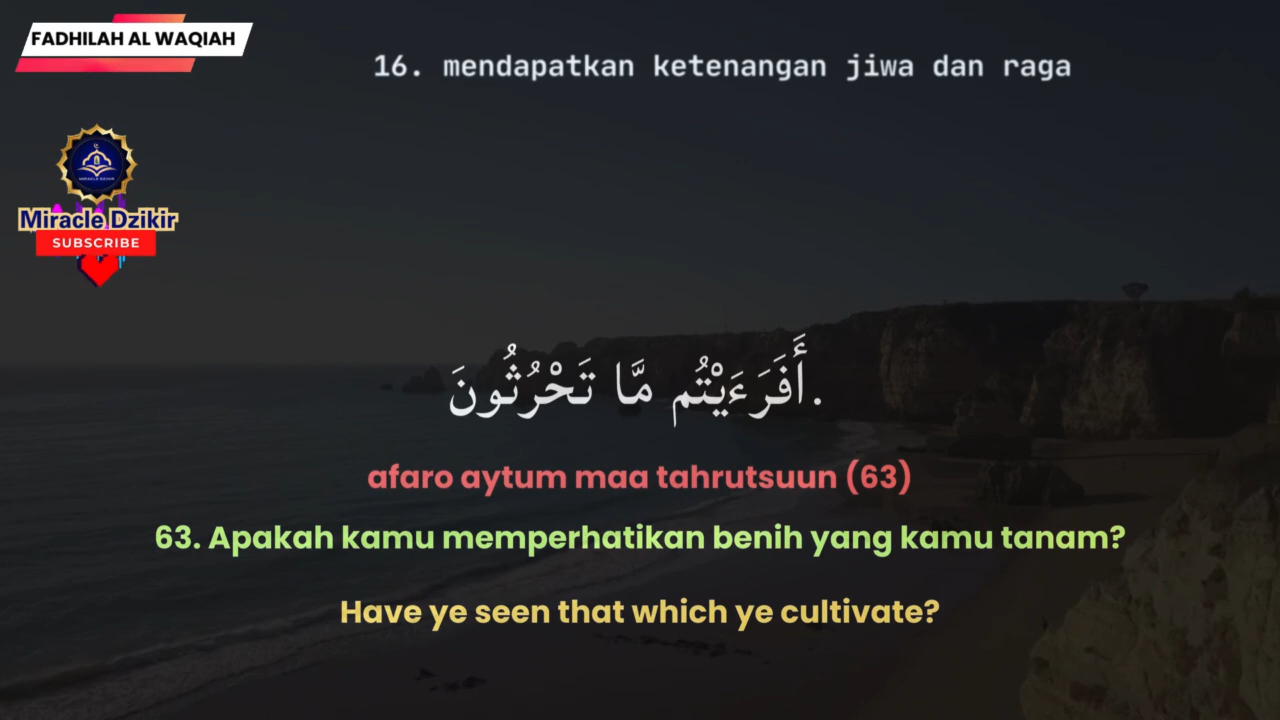 FADHILAH AL WAQIAH
16. mendapatkan ketenangan jiwa dan raga
Miracle Dzikir
SUBSCRIBE
أَفَرَءَيْتُم مَّا تَحْرُثُونَ.
afaro aytum maa tahrutsuun (63)
63. Apakah kamu memperhatikan benih yang kamu tanam?
Have ye seen that which ye cultivate?